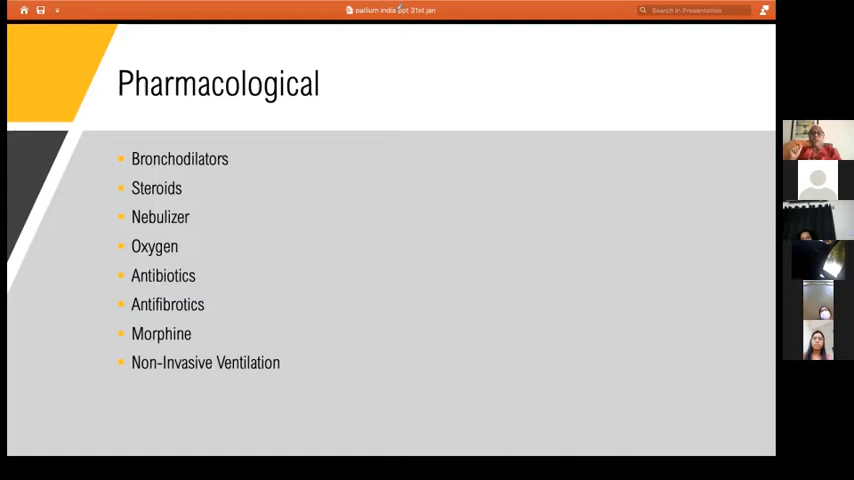 pallium india ppt 31st jan
Search in Presentation
Pharmacological
Bronchodilators
Steroids
Nebulizer
Oxygen
Antibiotics
Antifibrotics
Morphine
Non-Invasive Ventilation